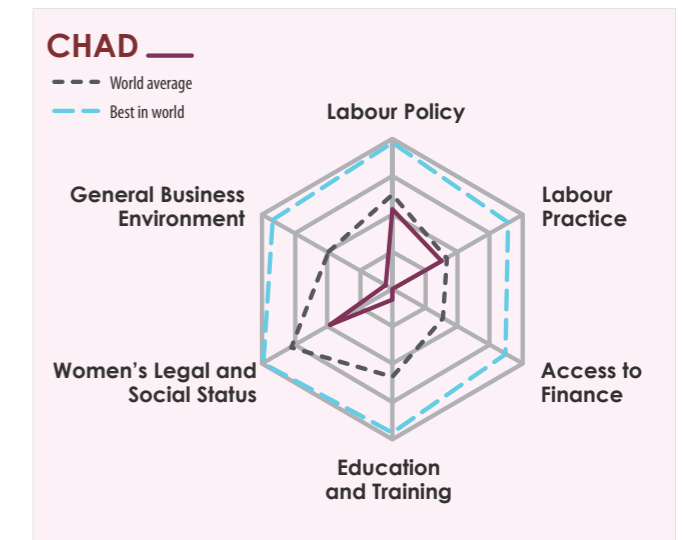 CHAD
World average
Best in world
Labour Policy
General Business
Environment
Labour
Practice
Women’s Legal and
Social Status
Access to
Finance
Education
and Training